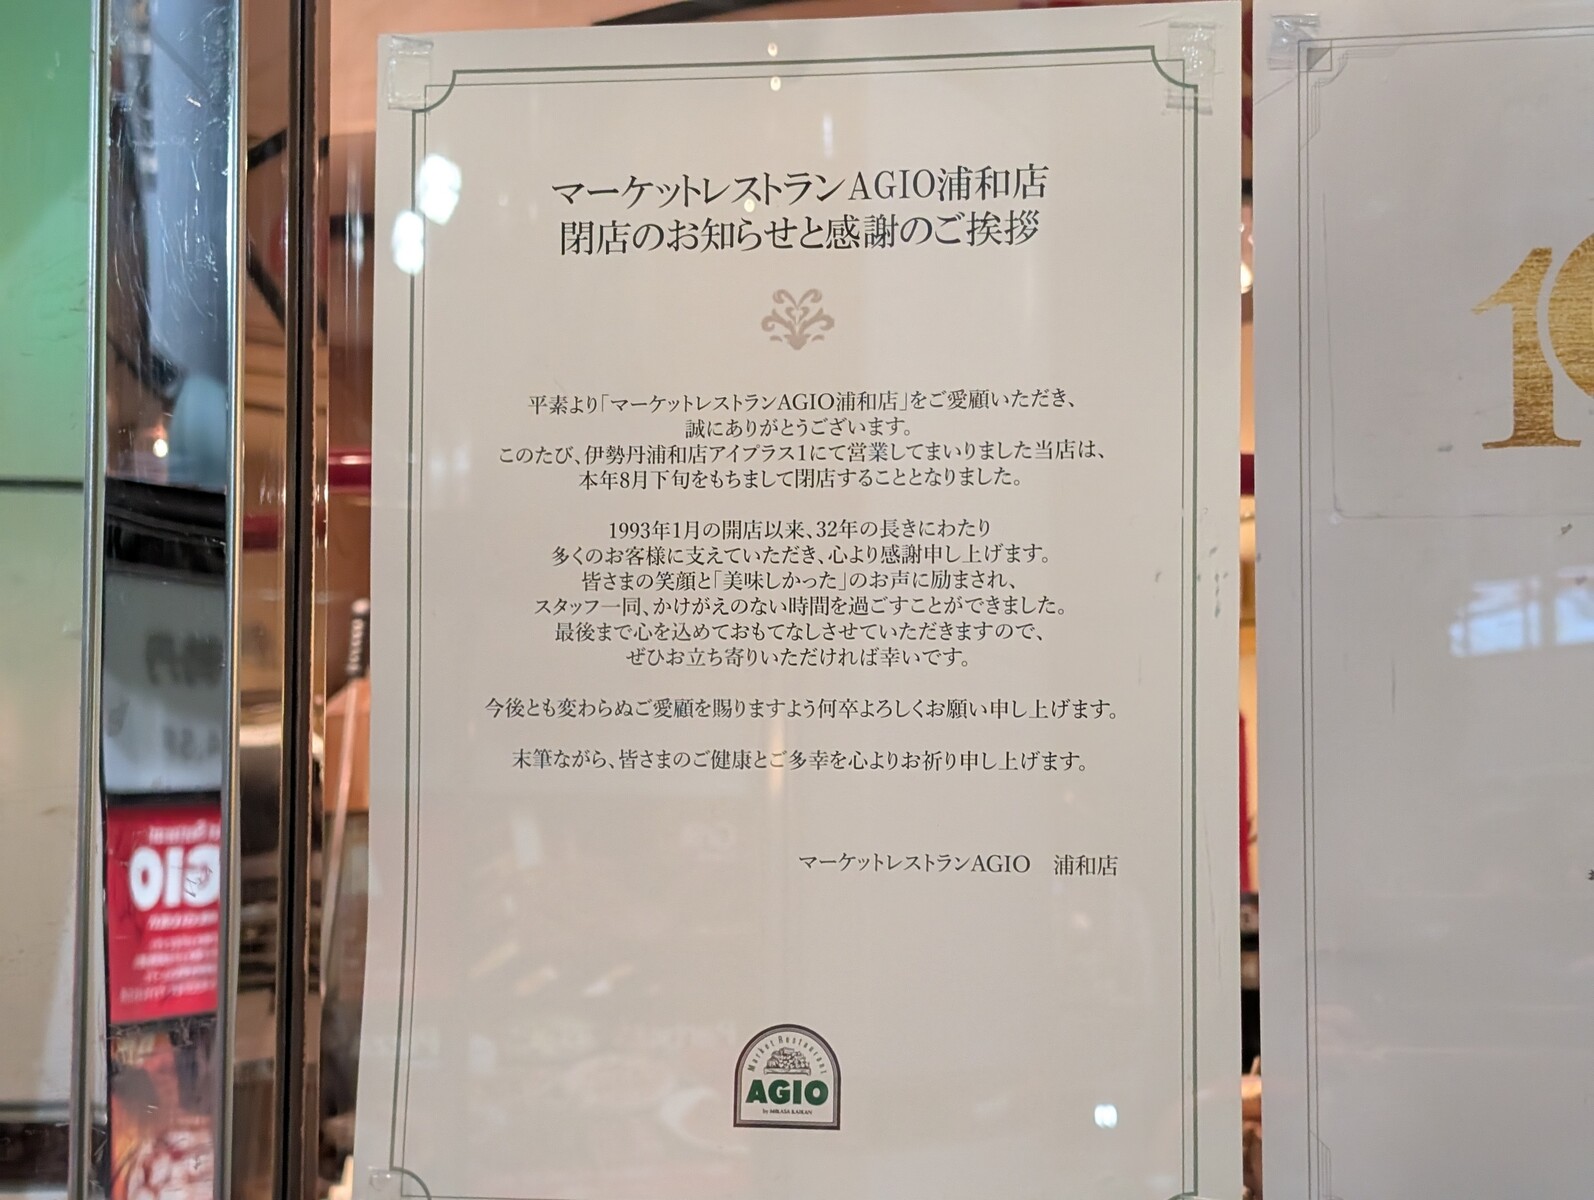 マーケットレストランAGIO浦和店
閉店のお知らせと感謝のご挨拶
平素より「マーケットレストランAGIO浦和店」をご愛顧いただき、
誠にありがとうございます。
このたび、伊勢丹浦和店アイプラス1にて営業してまいりました当店は、
本年8月下旬をもちまして閉店することとなりました。
1993年1月の開店以来、32年の長きにわたり
多くのお客様に支えていただき、心より感謝申し上げます。
皆さまの笑顔と「美味しかった」のお声に励まされ、
スタッフ一同、かけがえのない時間を過ごすことができました。
最後まで心を込めておもてなしさせていただきますので、
ぜひお立ち寄りいただければ幸いです。
今後とも変わらぬご愛顧を賜りますよう何卒よろしくお願い申し上げます。
末筆ながら、皆さまのご健康とご多幸を心よりお祈り申し上げます。
マーケットレストランAGIO　浦和店
Market Restaurant
AGIO
by MIKASA KAIKAN
1